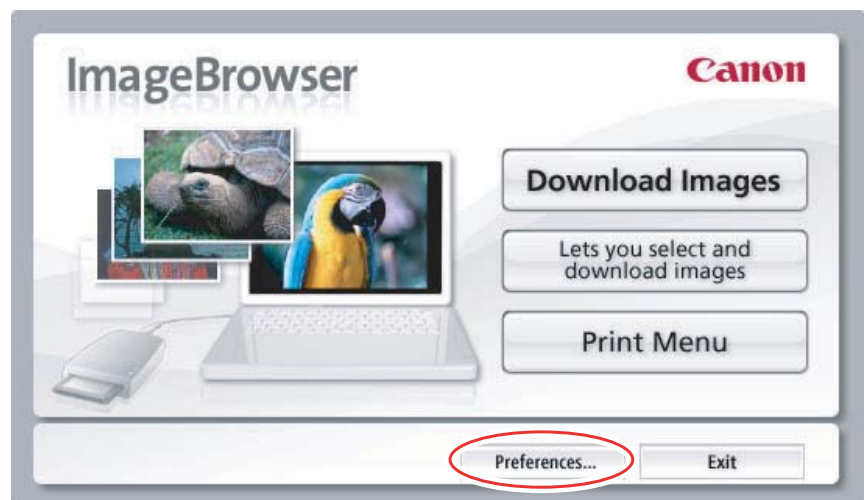 ImageBrowser
Canon
Download Images
Lets you select and
download images
Print Menu
Preferences...
Exit